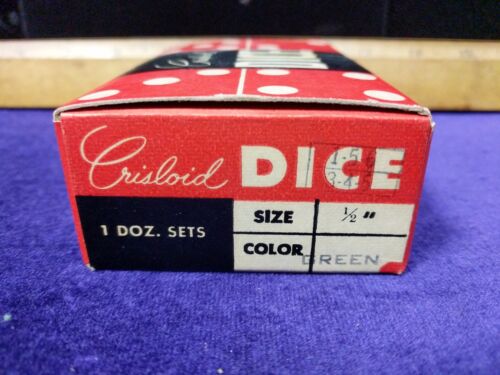 Crisloid DICE
1 DOZ. SETS
SIZE ½"
COLOR GREEN